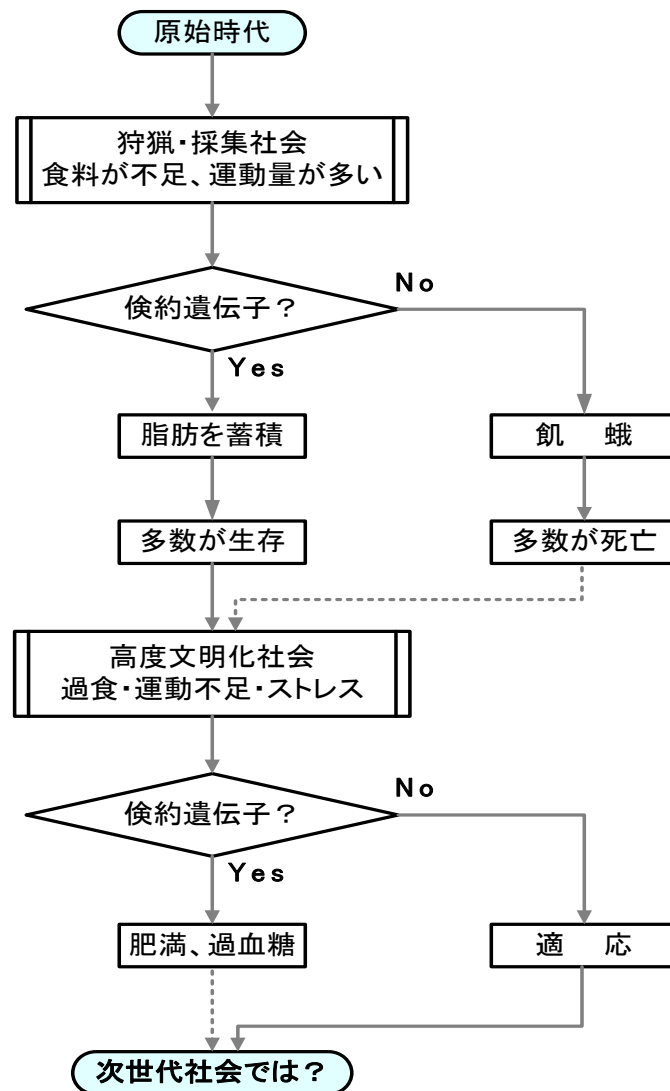 原始時代
狩猟・採集社会
食料が不足、運動量が多い
倹約遺伝子？
No
Yes
脂肪を蓄積
飢　蛾
多数が生存
多数が死亡
高度文明化社会
過食・運動不足・ストレス
倹約遺伝子？
No
Yes
肥満、過血糖
適　応
次世代社会では？